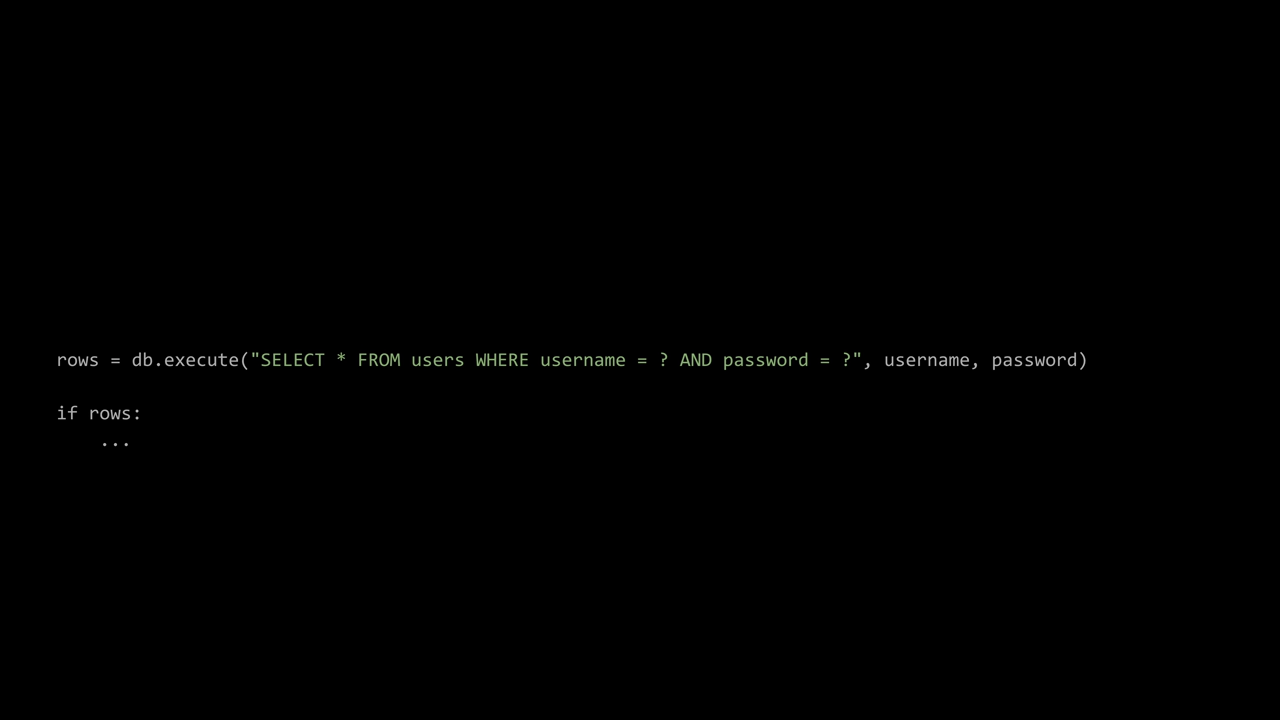 rows = db.execute("SELECT * FROM users WHERE username = ? AND password = ?", username, password)
if rows:
    ...